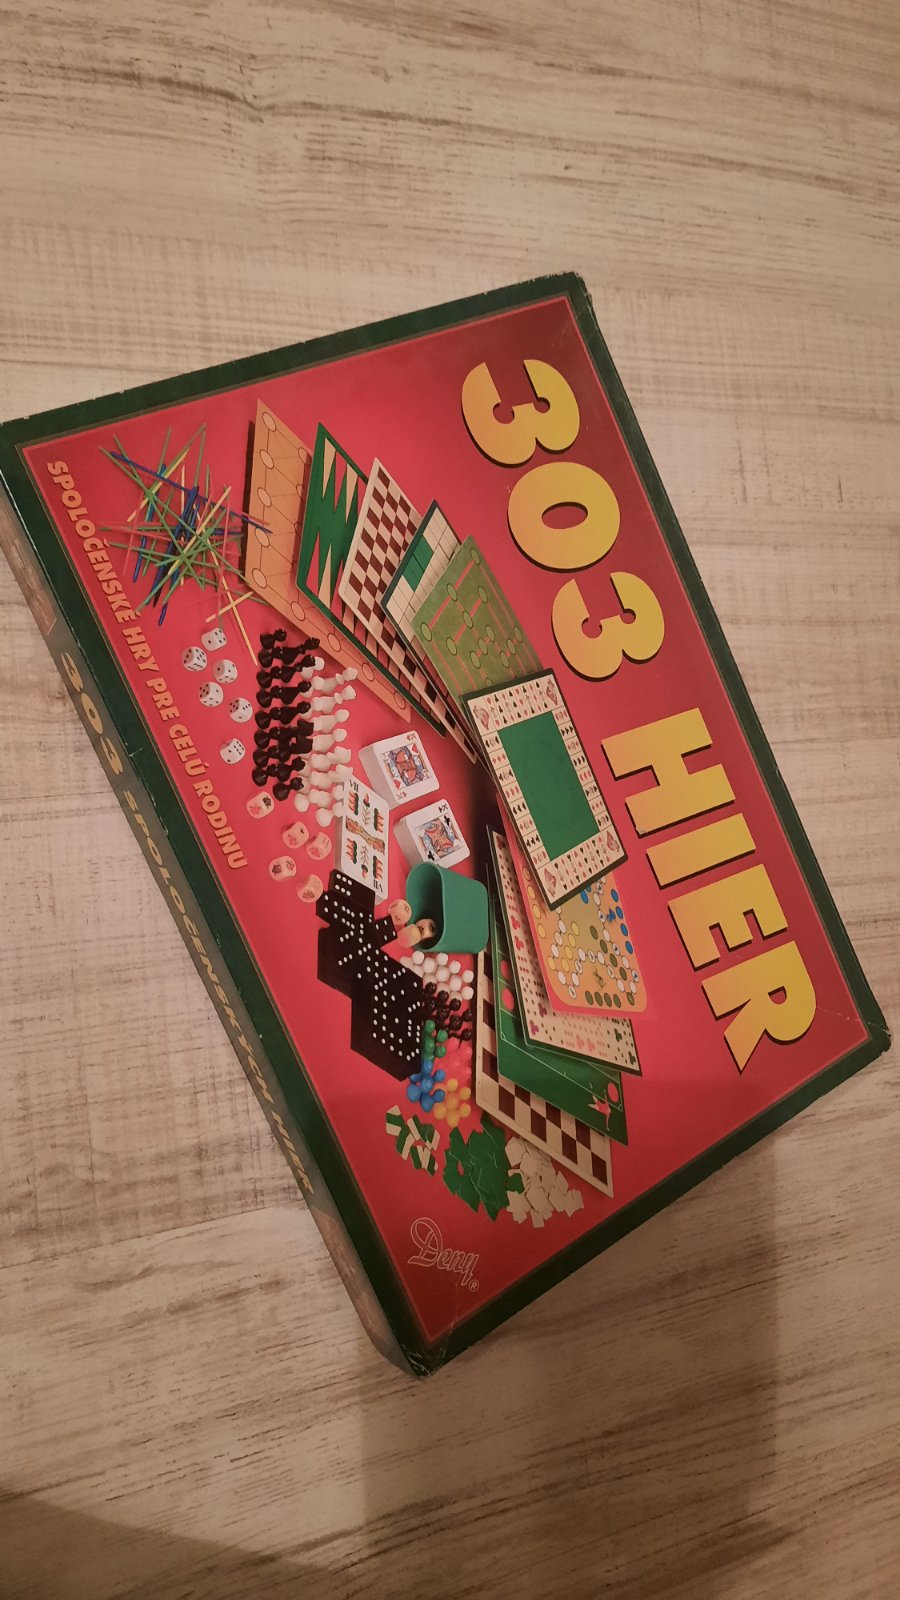 303 HIER
SPOLOČENSKÉ HRY PRE CELÚ RODINU
Deny®
303 SPOLOČENSKÝCH HIER